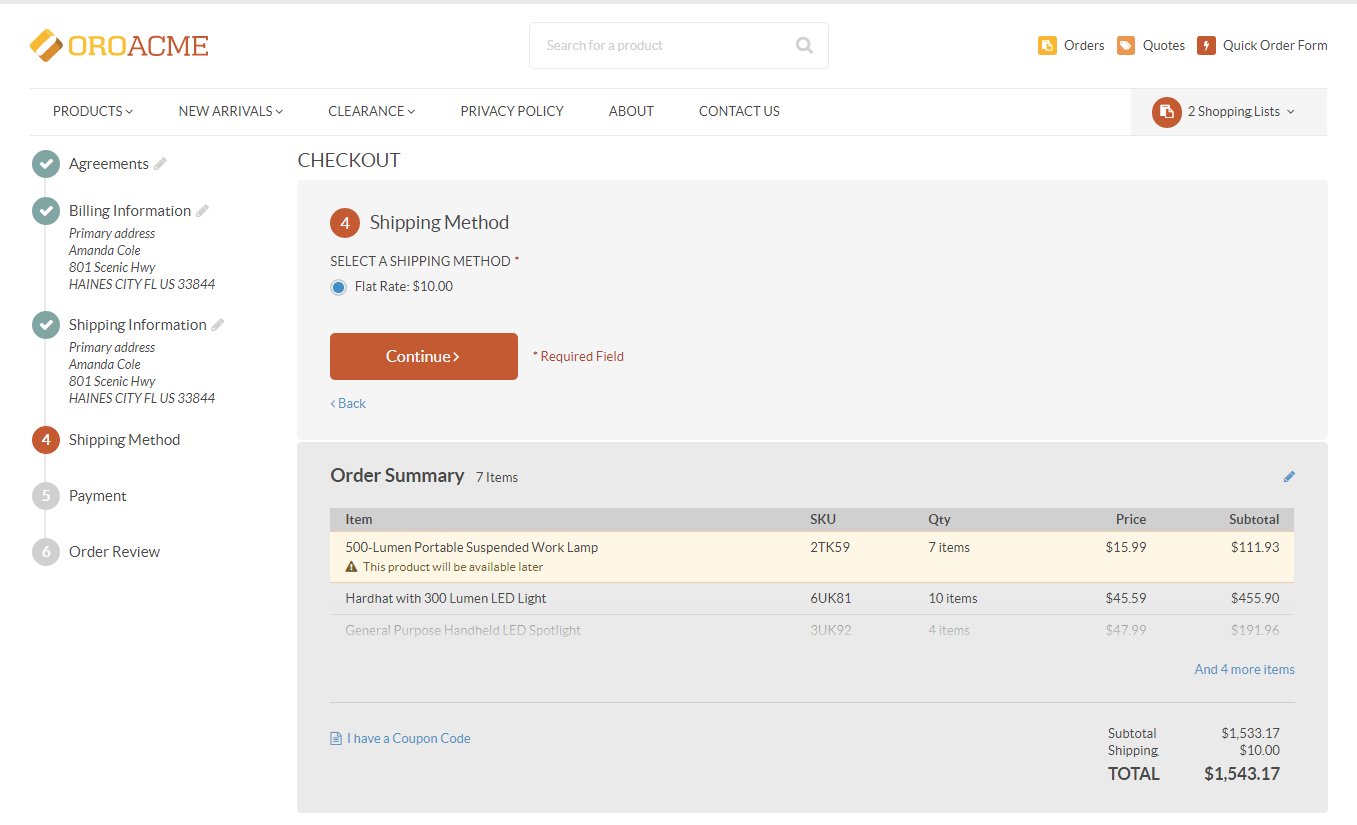 OROACME
Search for a product
Orders
Quotes
Quick Order Form
PRODUCTS
NEW ARRIVALS
CLEARANCE
PRIVACY POLICY
ABOUT
CONTACT US
2 Shopping Lists
Agreements
Billing Information
Primary address
Amanda Cole
801 Scenic Hwy
HAINES CITY FL US 33844
Shipping Information
Primary address
Amanda Cole
801 Scenic Hwy
HAINES CITY FL US 33844
4 Shipping Method
5 Payment
6 Order Review
CHECKOUT
4 Shipping Method
SELECT A SHIPPING METHOD *
Flat Rate: $10.00
Continue
* Required Field
Back
Order Summary 7 Items
Item SKU Qty Price Subtotal
500-Lumen Portable Suspended Work Lamp 2TK59 7 items $15.99 $111.93
This product will be available later
Hardhat with 300 Lumen LED Light 6UK81 10 items $45.59 $455.90
General Purpose Handheld LED Spotlight 3UK92 4 items $47.99 $191.96
And 4 more items
I have a Coupon Code
Subtotal $1,533.17
Shipping $10.00
TOTAL $1,543.17